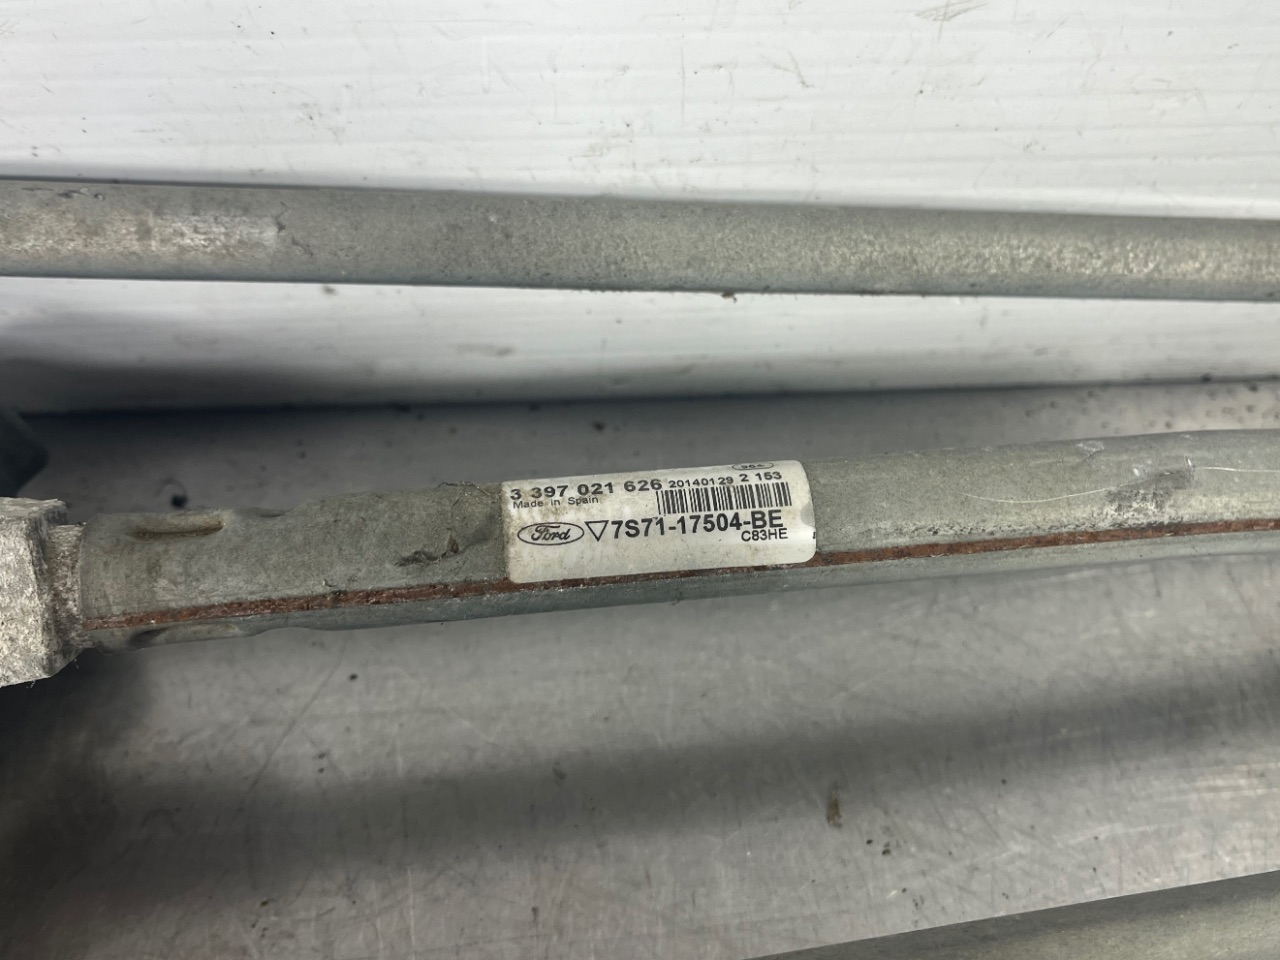 3 397 021 626 20140129 2 153
Made in Spain
Ford 7S71-17504-BE
C83HE